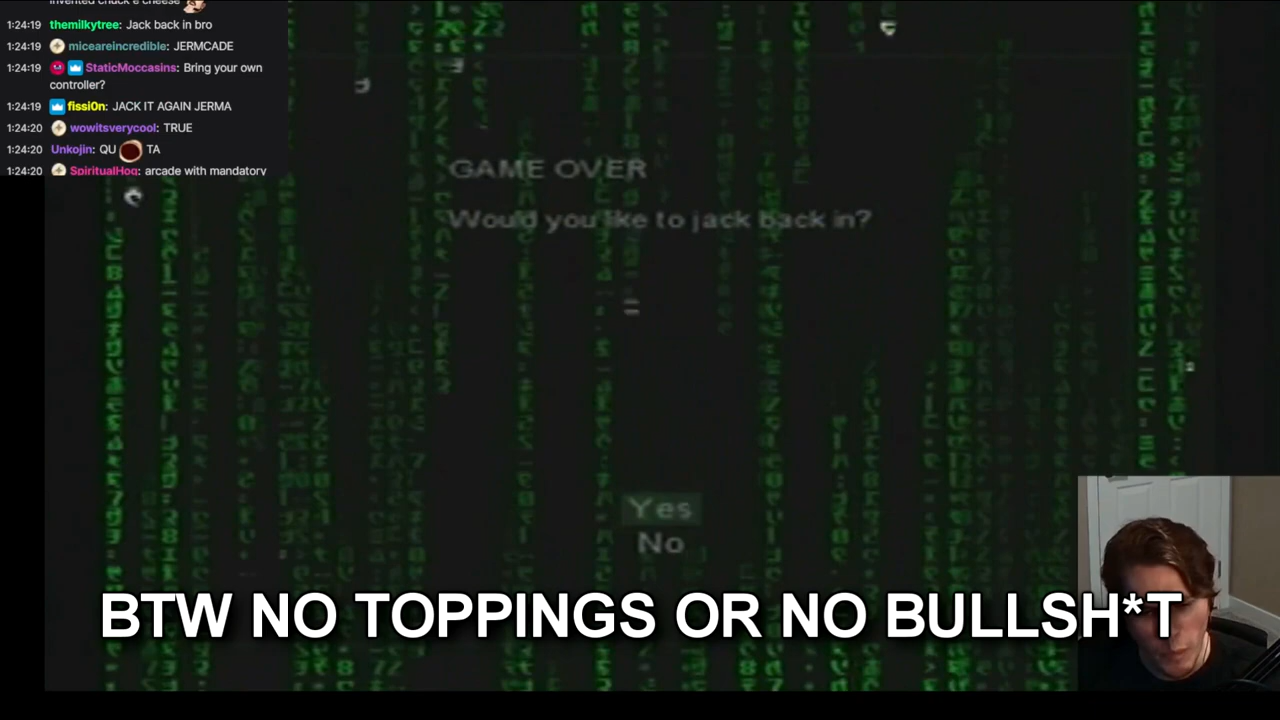 invented chuck e cheese
1:24:19 themilkytree: Jack back in bro
1:24:19 miceareincredible: JERMCADE
1:24:19 StaticMoccasins: Bring your own
controller?
1:24:19 fissi0n: JACK IT AGAIN JERMA
1:24:20 wowitsverycool: TRUE
1:24:20 Unkojin: QU TA
1:24:20 SpiritualHog: arcade with mandatory
GAME OVER
Would you like to jack back in?
Yes
No
BTW NO TOPPINGS OR NO BULLSH*T